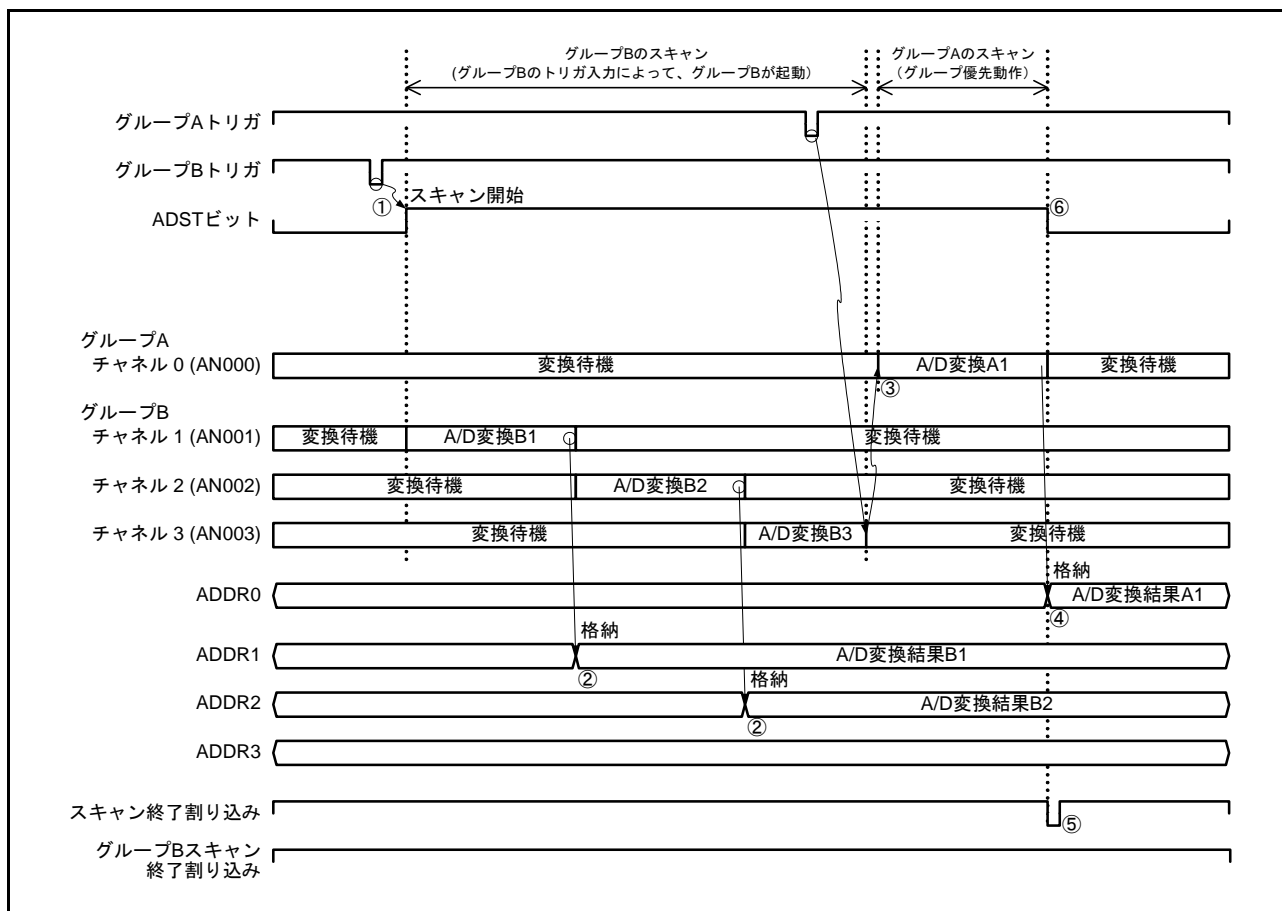 グループBのスキャン
(グループBのトリガ入力によって、グループBが起動)
グループAのスキャン
(グループ優先動作)
グループAトリガ
グループBトリガ
① スキャン開始
ADSTビット
⑥
グループA
チャネル 0 (AN000)
変換待機 A/D変換A1 変換待機
③
グループB
チャネル 1 (AN001)
変換待機 A/D変換B1 変換待機
チャネル 2 (AN002)
変換待機 A/D変換B2 変換待機
チャネル 3 (AN003)
変換待機 A/D変換B3 変換待機
格納
ADDR0 A/D変換結果A1
④
格納
ADDR1 A/D変換結果B1
②
格納
ADDR2 A/D変換結果B2
②
ADDR3
スキャン終了割り込み
⑤
グループBスキャン
終了割り込み